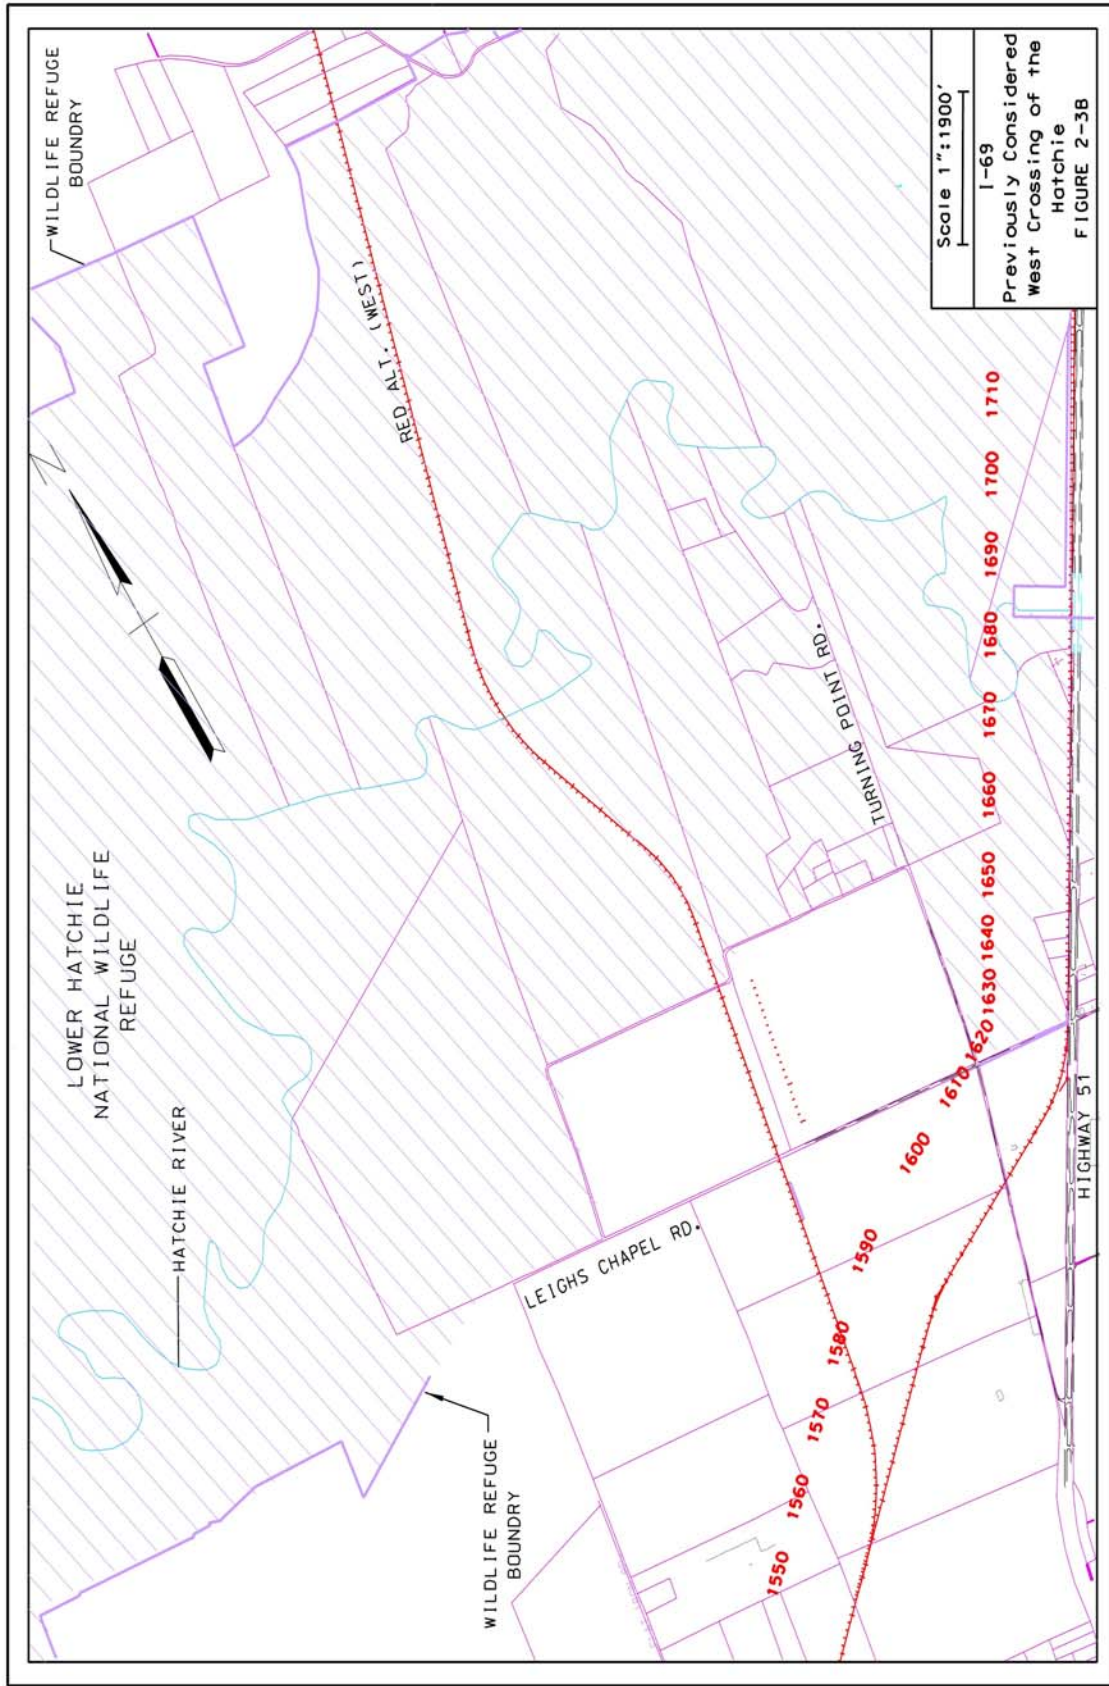 WILDLIFE REFUGE
BOUNDRY
LOWER HATCHIE
NATIONAL WILDLIFE
REFUGE
HATCHIE RIVER
WILDLIFE REFUGE
BOUNDRY
N
RED ALT. (WEST)
LEIGHS CHAPEL RD.
TURNING POINT RD.
1550
1560
1570
1580
1590
1600
1610
1620
1630
1640
1650
1660
1670
1680
1690
1700
1710
HIGHWAY 51
Scale 1":1900'
I-69
Previously Considered
West Crossing of the
Hatchie
FIGURE 2-3B